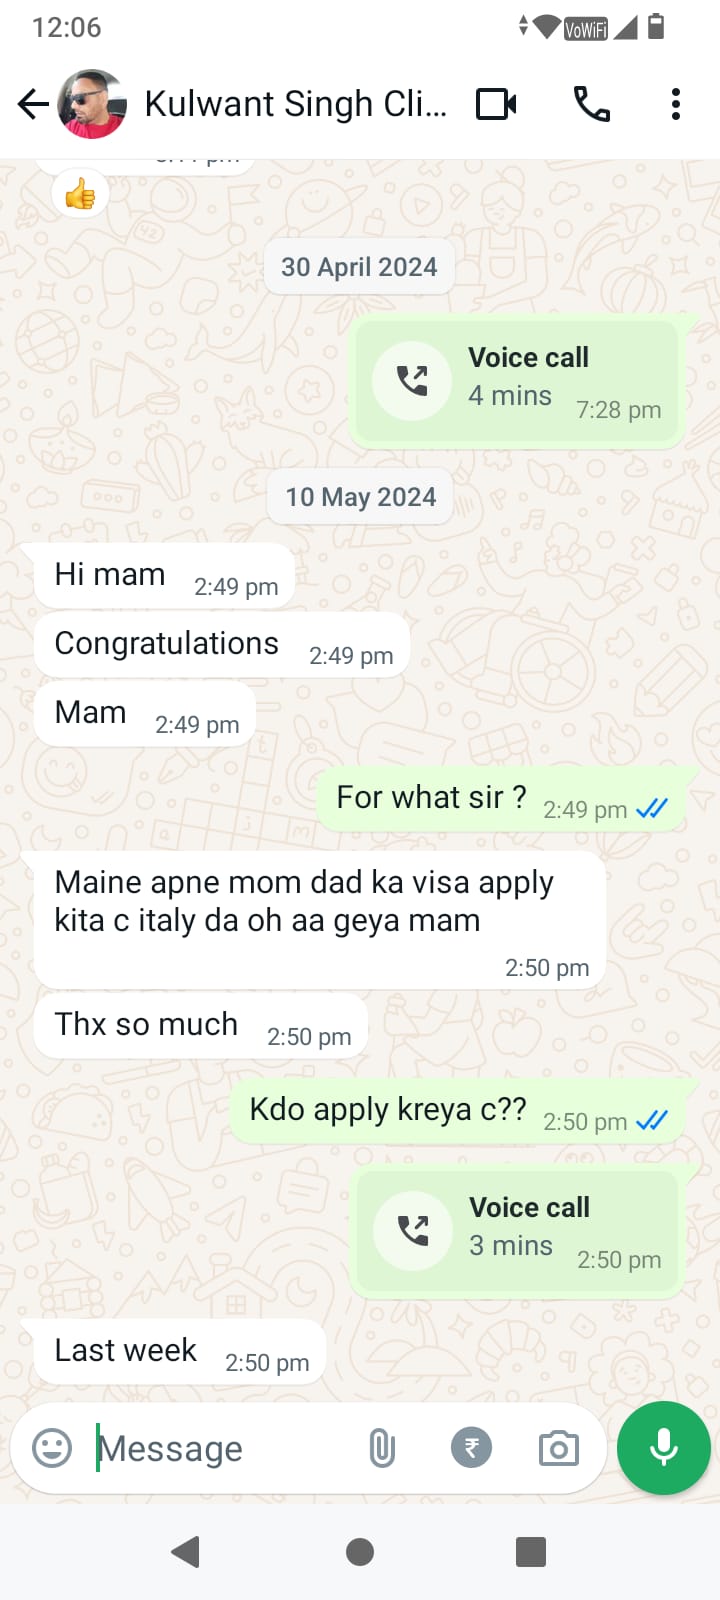 12:06
VoWiFi
Kulwant Singh Cli...
30 April 2024
Voice call
4 mins 7:28 pm
10 May 2024
Hi mam 2:49 pm
Congratulations 2:49 pm
Mam 2:49 pm
For what sir ? 2:49 pm
Maine apne mom dad ka visa apply
kita c italy da oh aa geya mam
2:50 pm
Thx so much 2:50 pm
Kdo apply kreya c?? 2:50 pm
Voice call
3 mins 2:50 pm
Last week 2:50 pm
Message